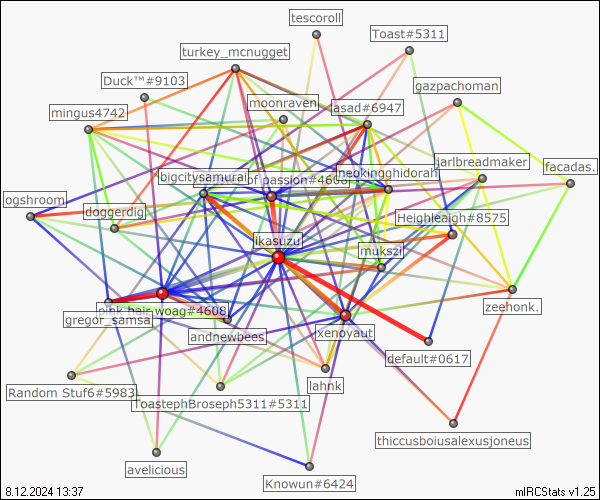 tescoroll
Toast#5311
turkey_mcnugget
Duck™#9103
gazpachoman
moonraven.
mingus4742
asad#6947
jarlbreadmaker
facadas.
bigcitysamurai
of passion#4608
neokingghidorah
ogshroom.
doggerdig
Heighleaigh#8575
ikasuzu
mukszi
zeehonk.
pink hair woag#4608
gregor_samsa
andnewbees
xenoyaut
default#0617
lahnk
Random Stuf6#5983
ToastephBroseph5311#5311
thiccusboiusalexusjoneus
avelicious
Knowun#6424
8.12.2024 13:37
mIRCStats v1.25